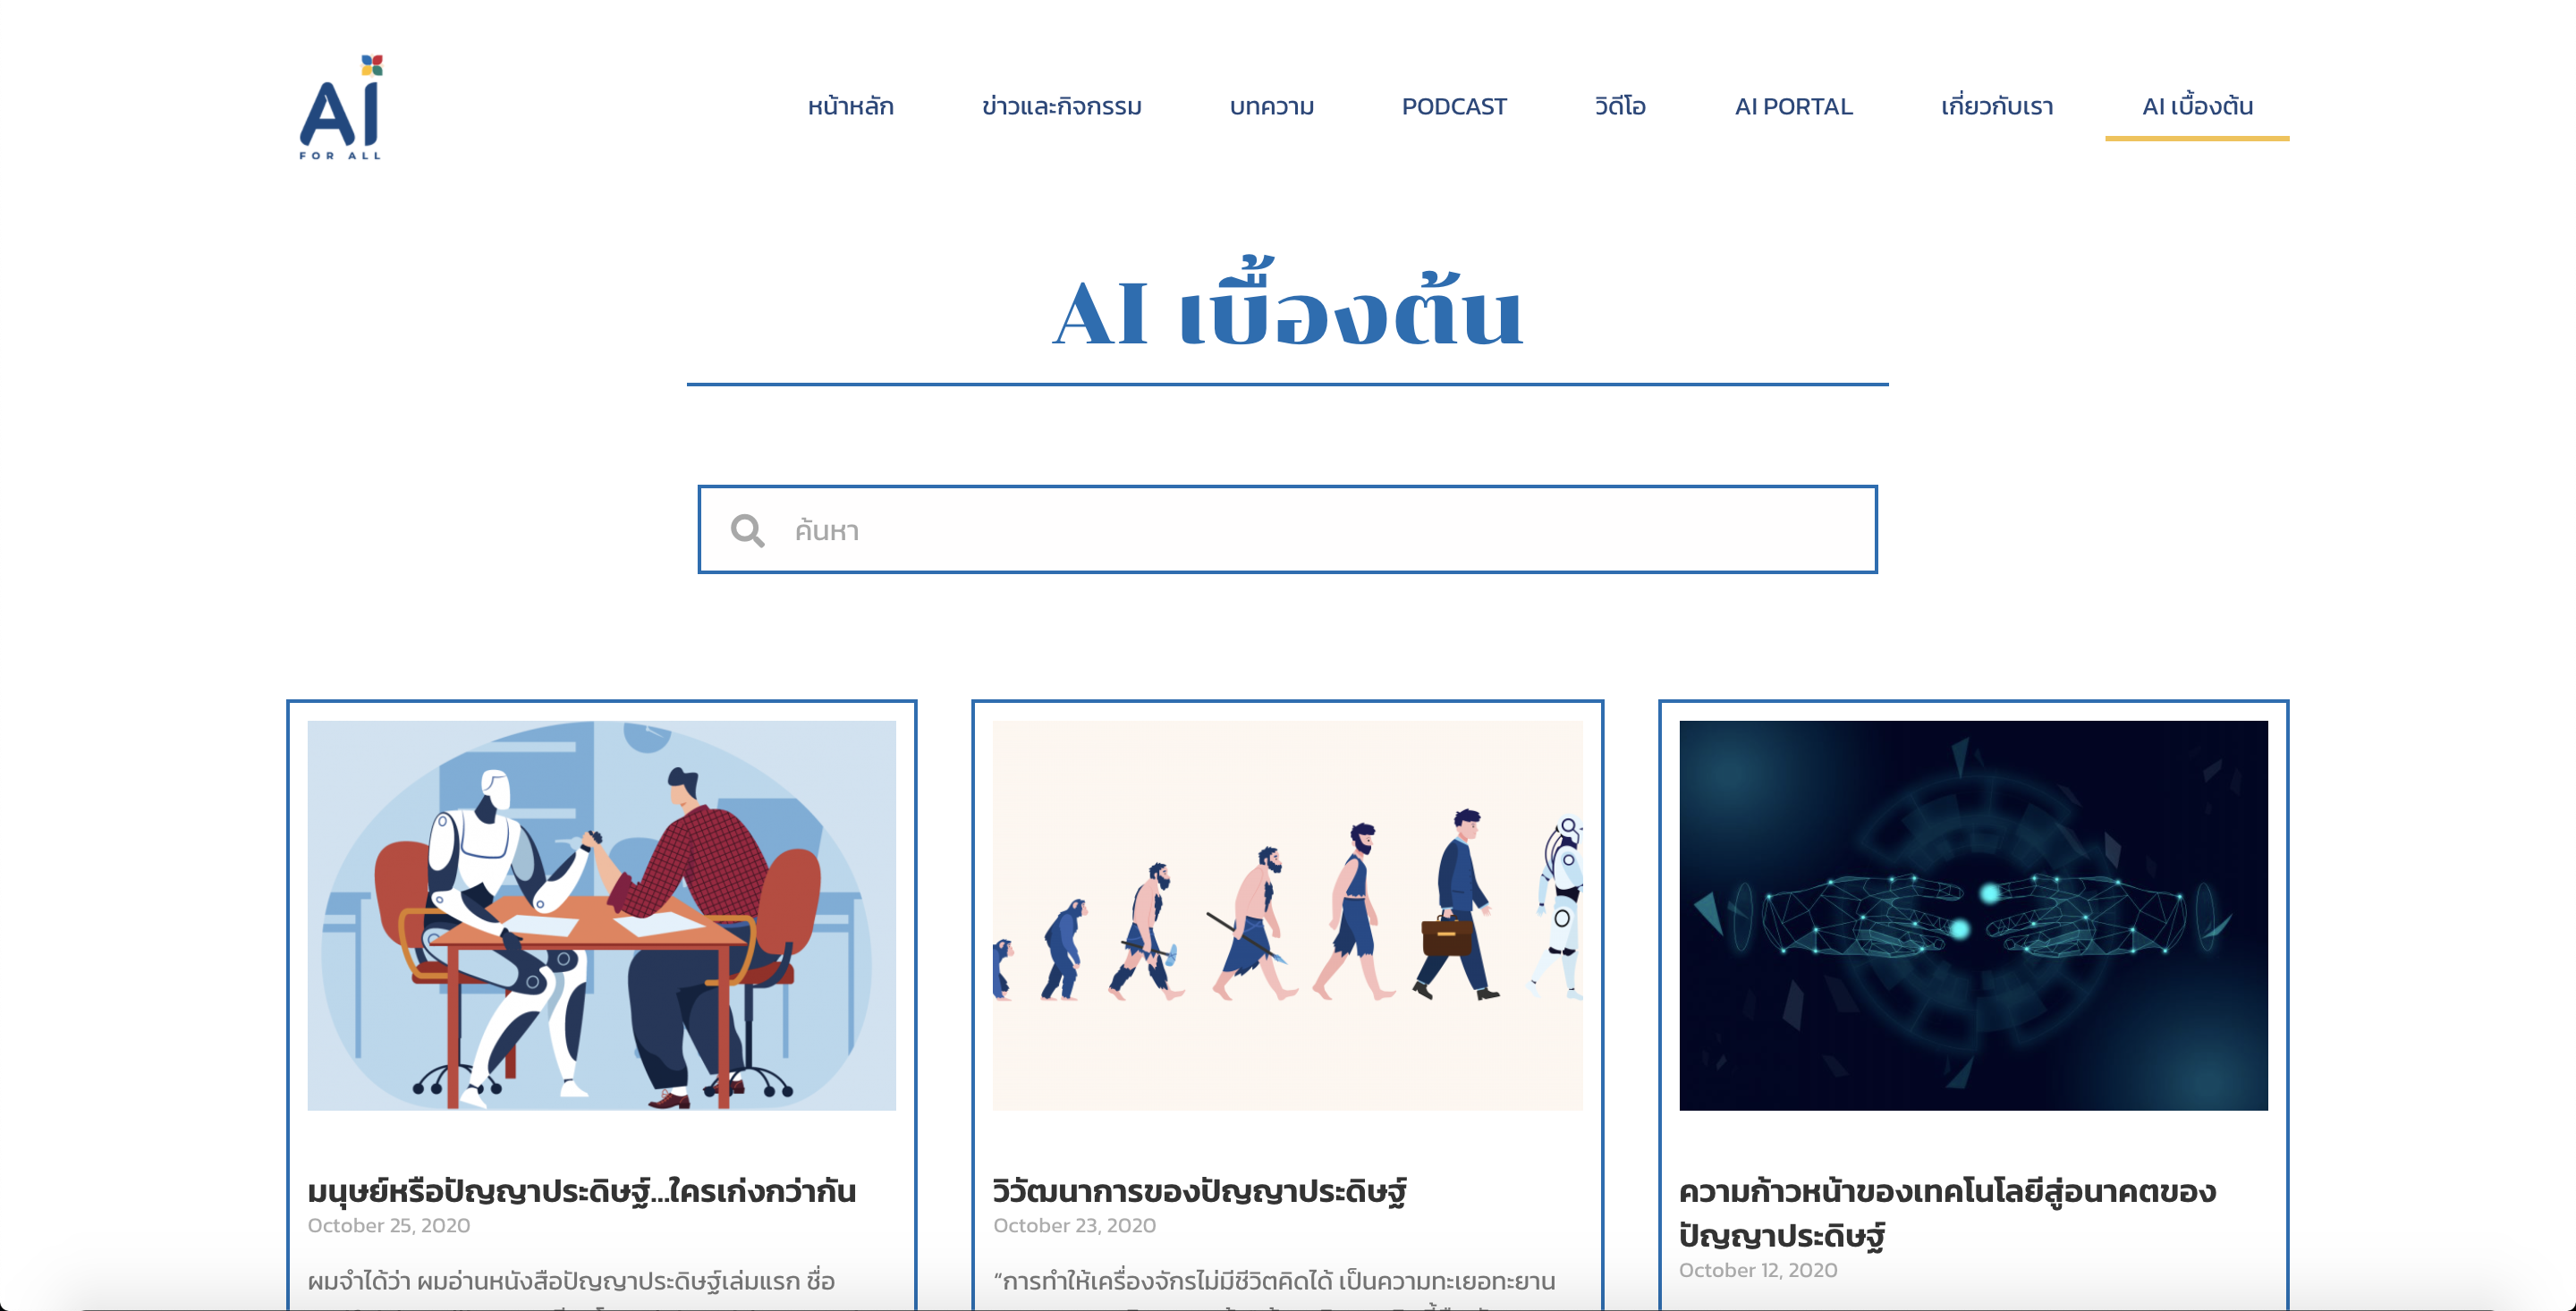 AI
FOR ALL
หน้าหลัก
ข่าวและกิจกรรม
บทความ
PODCAST
วิดีโอ
AI PORTAL
เกี่ยวกับเรา
AI เบื้องต้น
AI เบื้องต้น
ค้นหา
มนุษย์หรือปัญญาประดิษฐ์...ใครเก่งกว่ากัน
October 25, 2020
ผมจำได้ว่า ผมอ่านหนังสือปัญญาประดิษฐ์เล่มแรก ชื่อ
วิวัฒนาการของปัญญาประดิษฐ์
October 23, 2020
“การทำให้เครื่องจักรไม่มีชีวิตคิดได้ เป็นความทะเยอทะยาน
ความก้าวหน้าของเทคโนโลยีสู่อนาคตของ
ปัญญาประดิษฐ์
October 12, 2020